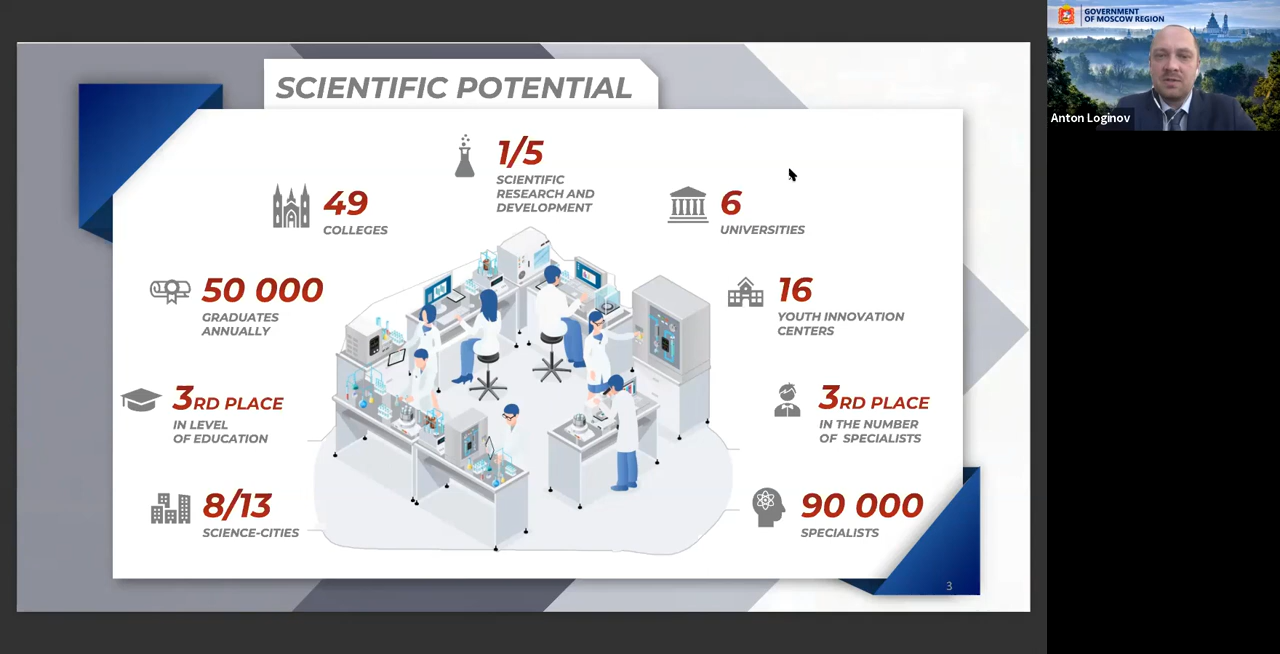 SCIENTIFIC POTENTIAL
1/5
SCIENTIFIC
RESEARCH AND
DEVELOPMENT
49
COLLEGES
6
UNIVERSITIES
50 000
GRADUATES
ANNUALLY
16
YOUTH INNOVATION
CENTERS
3RD PLACE
IN LEVEL
OF EDUCATION
3RD PLACE
IN THE NUMBER
OF SPECIALISTS
8/13
SCIENCE-CITIES
90 000
SPECIALISTS
3
GOVERNMENT
OF MOSCOW REGION
Anton Loginov